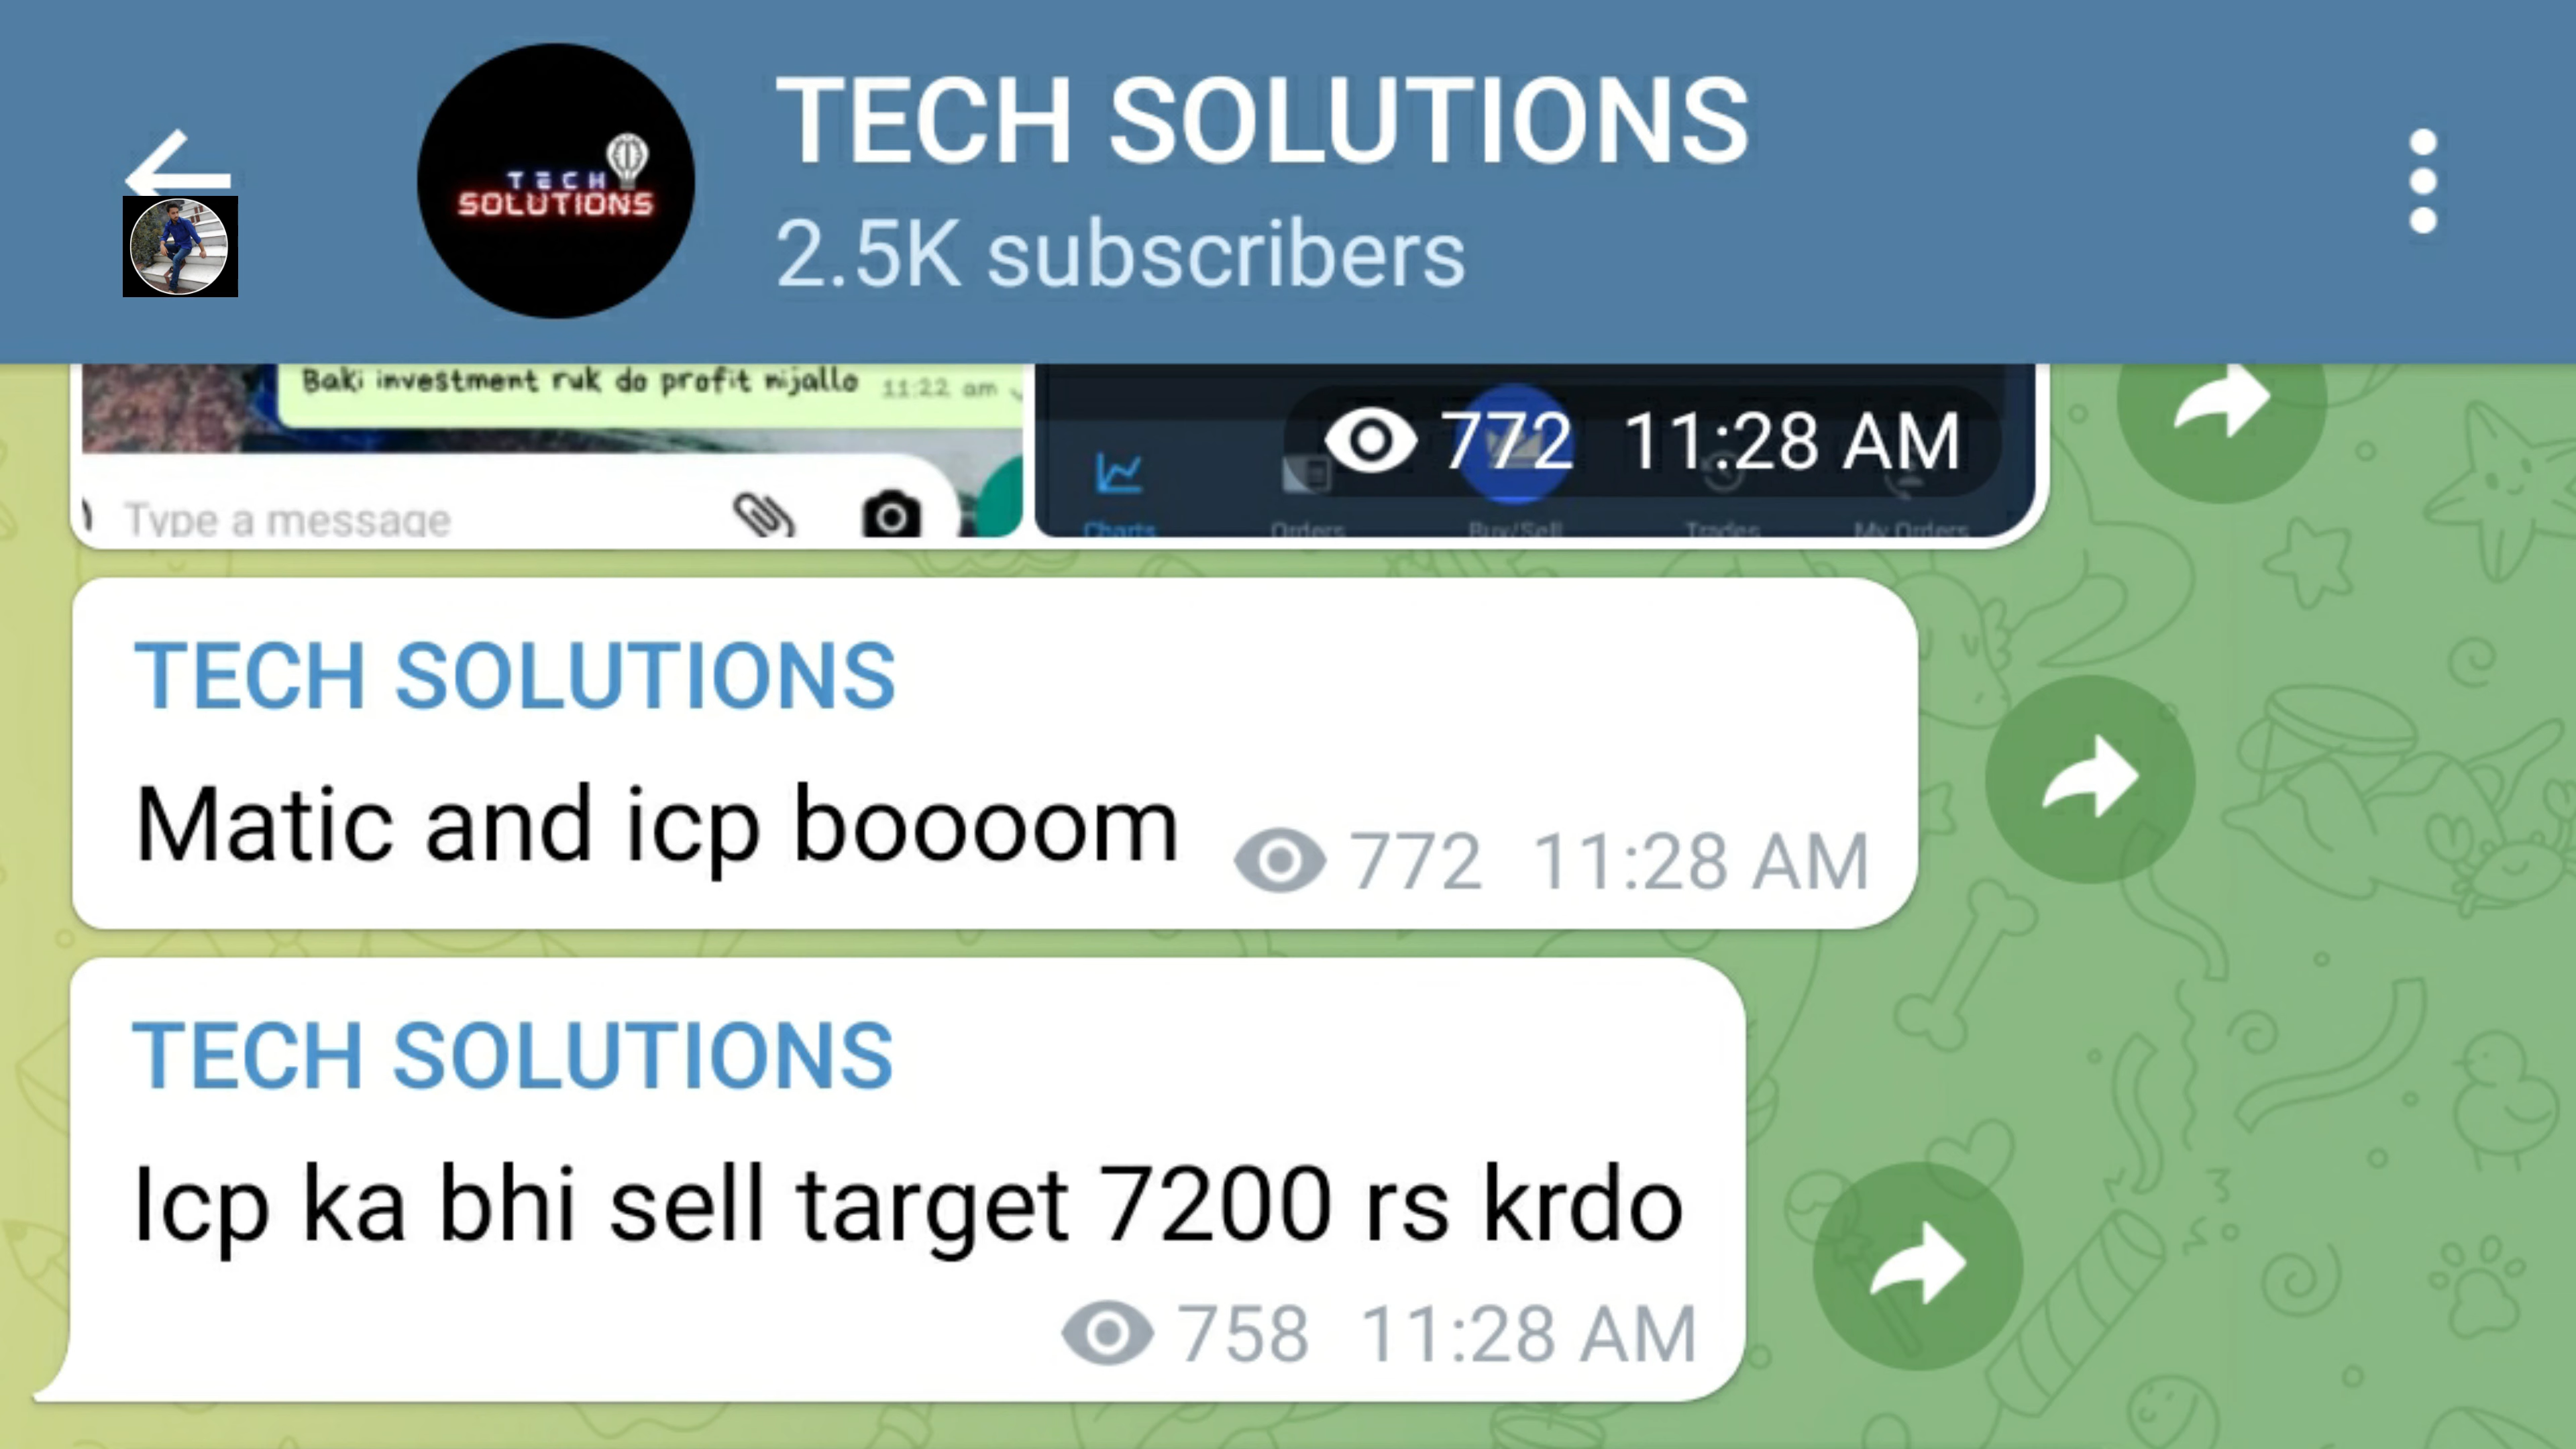 TECH SOLUTIONS
2.5K subscribers
TECH
SOLUTIONS
Baki investment ruk do profit nijallo 11:22 am
Type a message
772 11:28 AM
Charts Orders Buy/Sell Trades My Orders
TECH SOLUTIONS
Matic and icp boooom 772 11:28 AM
TECH SOLUTIONS
Icp ka bhi sell target 7200 rs krdo
758 11:28 AM